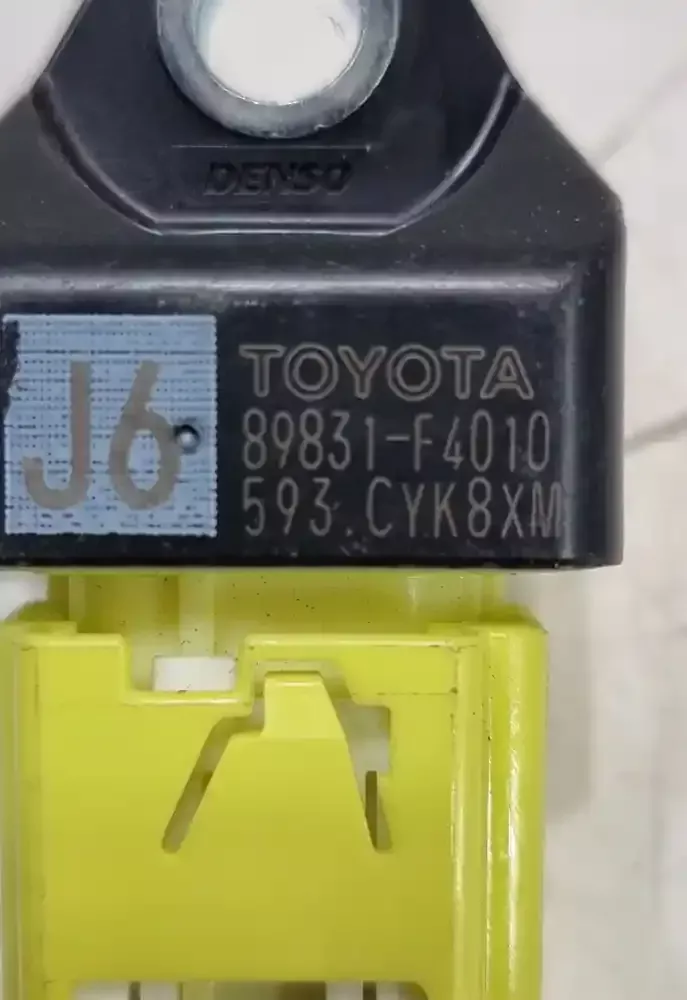 DENSO
J6
TOYOTA
89831-F4010
593.CYK8XM